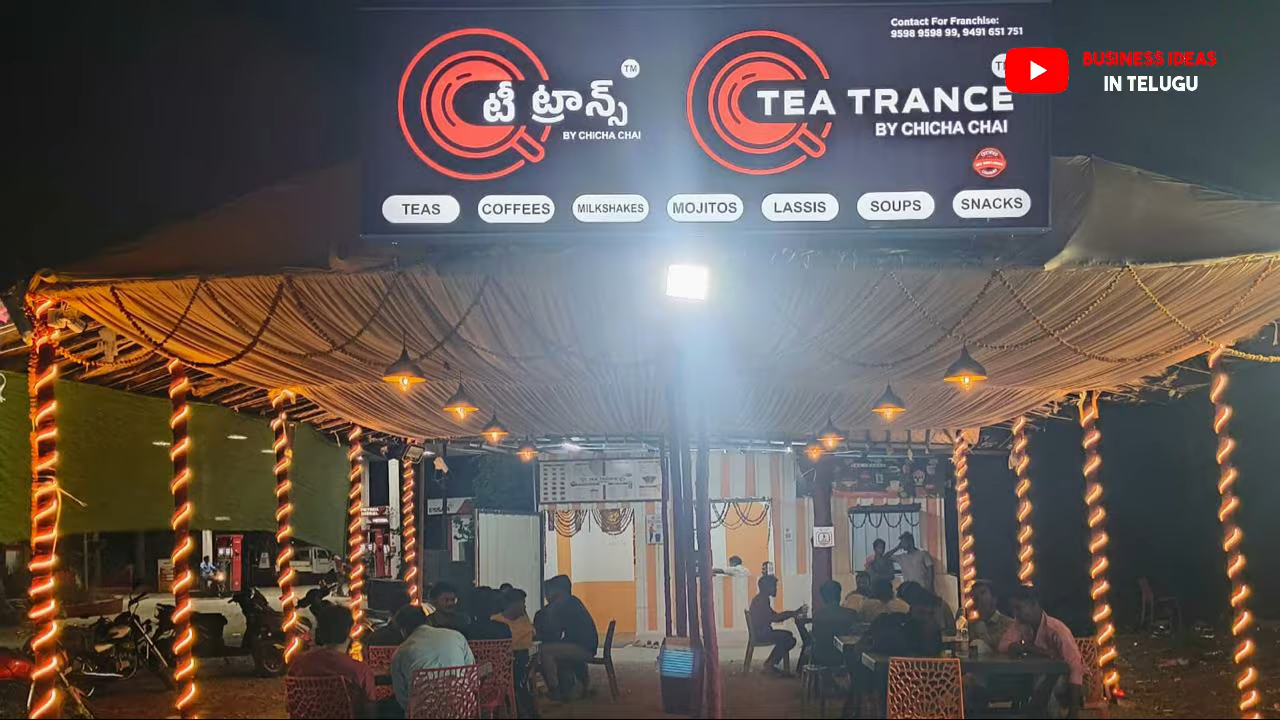 Contact For Franchise:
9598 9598 99, 9491 651 751
TM
టీ ట్రాన్స్
BY CHICHA CHAI
TEA TRANCE
BY CHICHA CHAI
BUSINESS IDEAS
IN TELUGU
TEAS
COFFEES
MILKSHAKES
MOJITOS
LASSIS
SOUPS
SNACKS